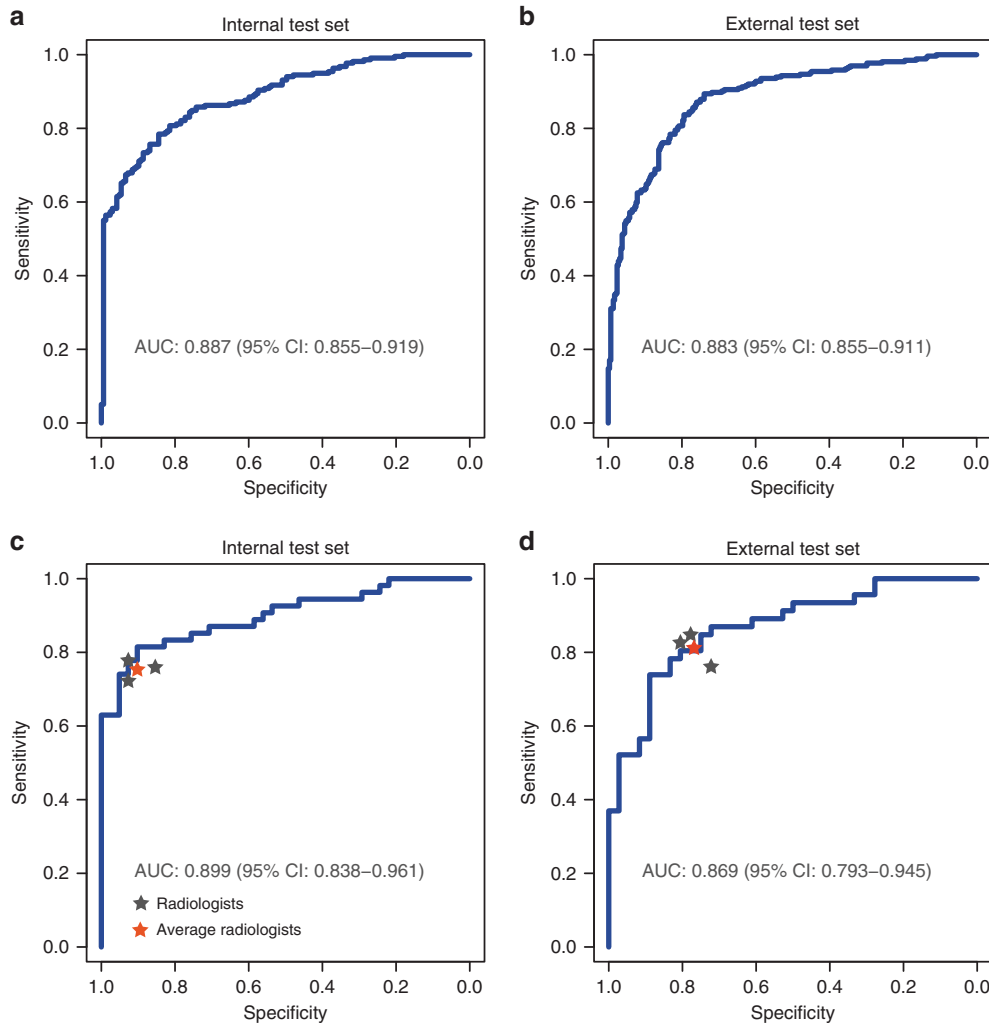 a
Internal test set
1.0
0.8
0.6
0.4
0.2
0.0
Sensitivity
AUC: 0.887 (95% CI: 0.855–0.919)
1.0 0.8 0.6 0.4 0.2 0.0
Specificity
b
External test set
1.0
0.8
0.6
0.4
0.2
0.0
Sensitivity
AUC: 0.883 (95% CI: 0.855–0.911)
1.0 0.8 0.6 0.4 0.2 0.0
Specificity
c
Internal test set
1.0
0.8
0.6
0.4
0.2
0.0
Sensitivity
AUC: 0.899 (95% CI: 0.838–0.961)
Radiologists
Average radiologists
1.0 0.8 0.6 0.4 0.2 0.0
Specificity
d
External test set
1.0
0.8
0.6
0.4
0.2
0.0
Sensitivity
AUC: 0.869 (95% CI: 0.793–0.945)
1.0 0.8 0.6 0.4 0.2 0.0
Specificity